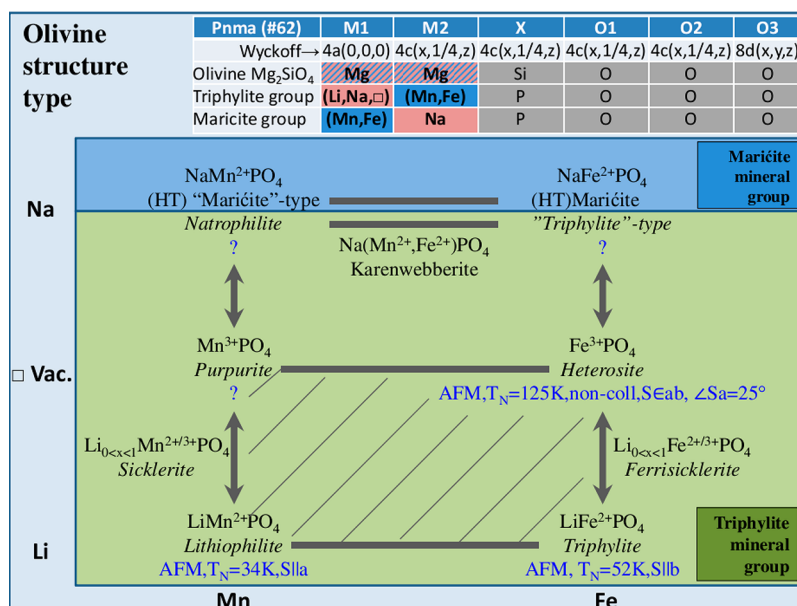 Olivine structure type
Pnma (#62) M1 M2 X O1 O2 O3
Wyckoff→ 4a(0,0,0) 4c(x,1/4,z) 4c(x,1/4,z) 4c(x,1/4,z) 4c(x,1/4,z) 8d(x,y,z)
Olivine Mg₂SiO₄ Mg Mg Si O O O
Triphylite group (Li,Na,□) (Mn,Fe) P O O O
Maricite group (Mn,Fe) Na P O O O
Marićite mineral group
NaMn²⁺PO₄ NaFe²⁺PO₄
(HT) “Marićite”-type (HT)Marićite
Na
Natrophilite ”Triphylite”-type
? ?
Na(Mn²⁺,Fe²⁺)PO₄
Karenwebberite
Mn³⁺PO₄ Fe³⁺PO₄
Purpurite Heterosite
□ Vac.
? AFM,T_N=125K,non-coll,S∈ab, ∠Sa=25°
Li₀<ₓ<₁Mn²⁺/³⁺PO₄ Li₀<ₓ<₁Fe²⁺/³⁺PO₄
Sicklerite Ferrisicklerite
LiMn²⁺PO₄ LiFe²⁺PO₄
Li
Lithiophilite Triphylite
AFM,T_N=34K,S||a AFM, T_N=52K,S||b
Triphylite mineral group
Mn Fe